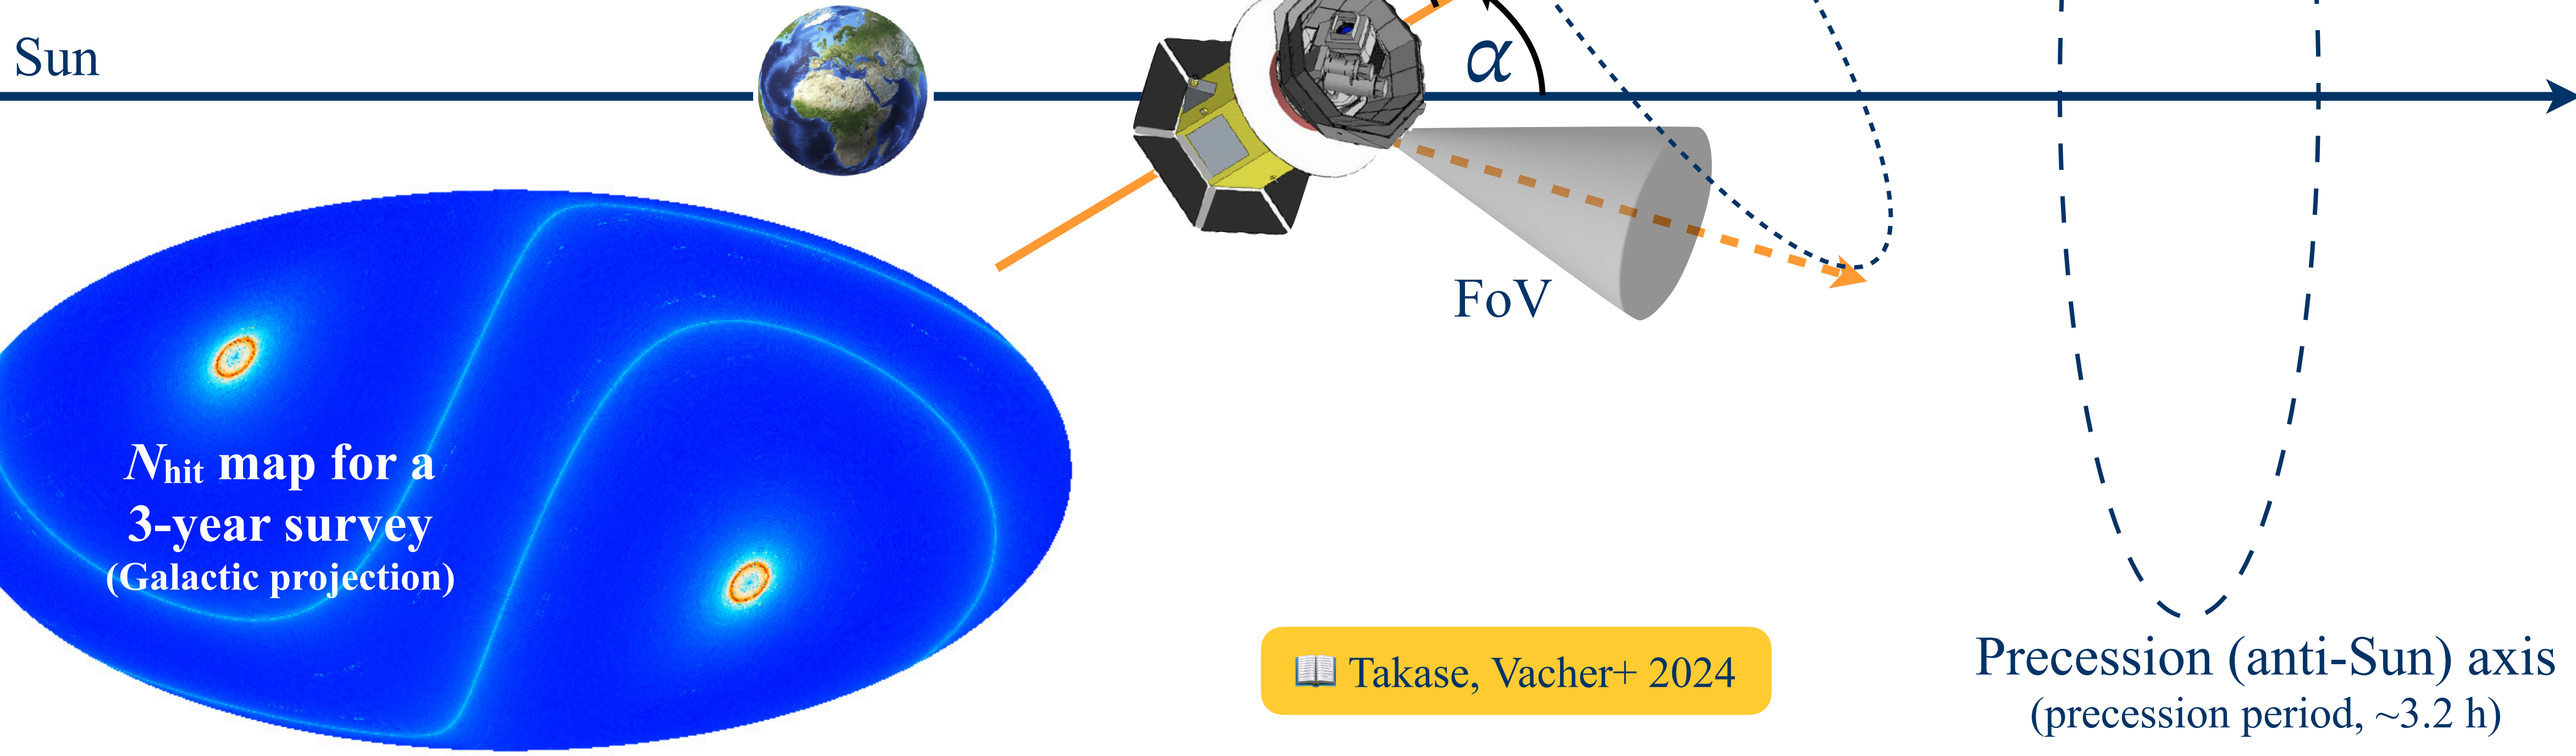 Sun
α
FoV
N_hit map for a
3-year survey
(Galactic projection)
📖 Takase, Vacher+ 2024
Precession (anti-Sun) axis
(precession period, ~3.2 h)